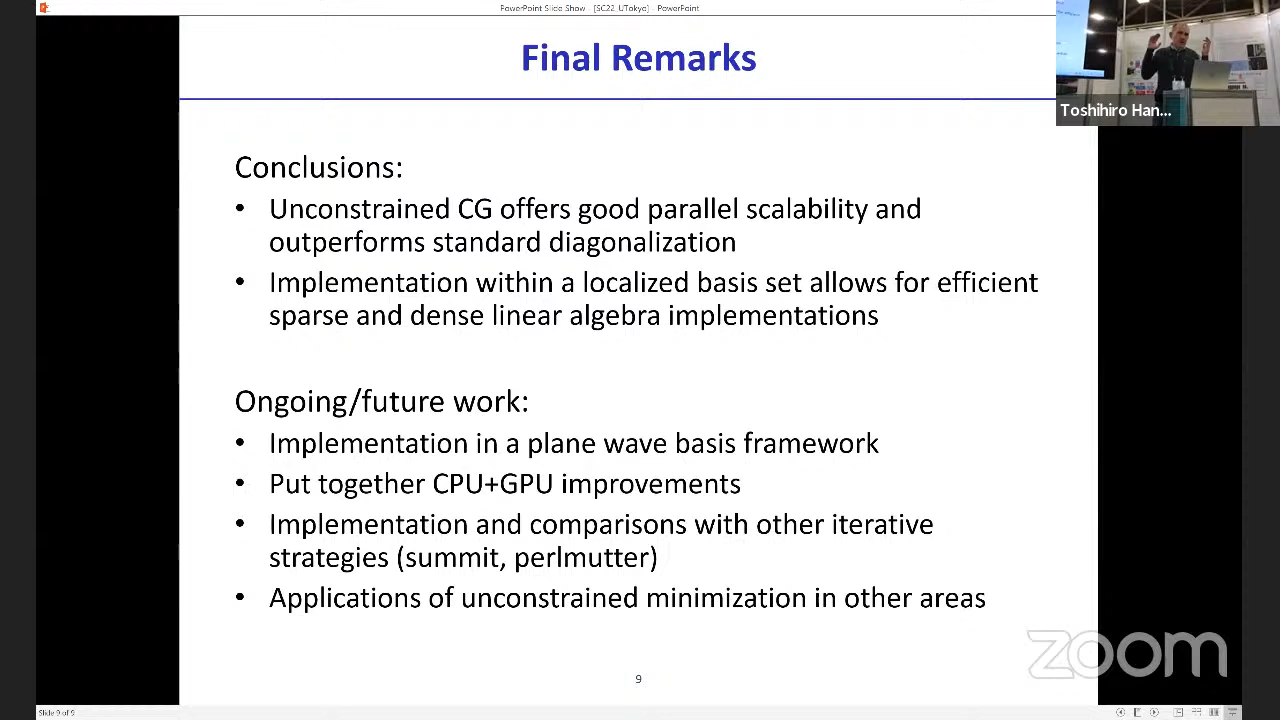 PowerPoint Slide Show - [SC22_UTokyo] - PowerPoint
Final Remarks
Toshihiro Han...
Conclusions:
• Unconstrained CG offers good parallel scalability and
outperforms standard diagonalization
• Implementation within a localized basis set allows for efficient
sparse and dense linear algebra implementations
Ongoing/future work:
• Implementation in a plane wave basis framework
• Put together CPU+GPU improvements
• Implementation and comparisons with other iterative
strategies (summit, perlmutter)
• Applications of unconstrained minimization in other areas
zoom
9
Slide 9 of 9